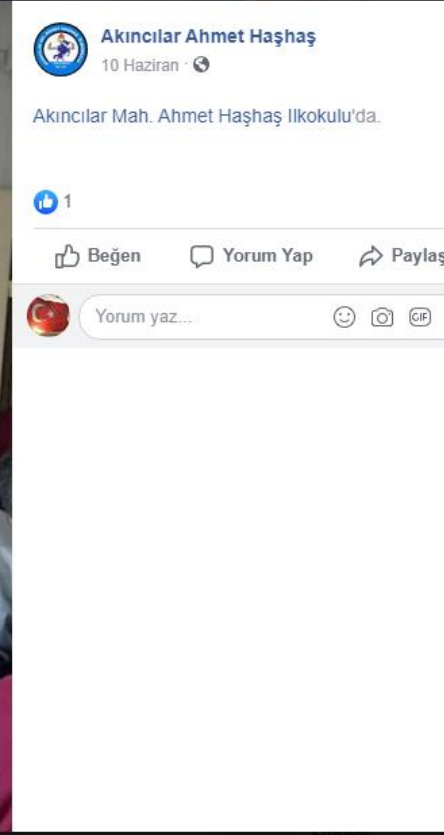 Akıncılar Ahmet Haşhaş
10 Haziran ·
Akıncılar Mah. Ahmet Haşhaş Ilkokulu'da.
1
Beğen Yorum Yap Paylaş
Yorum yaz... GIF